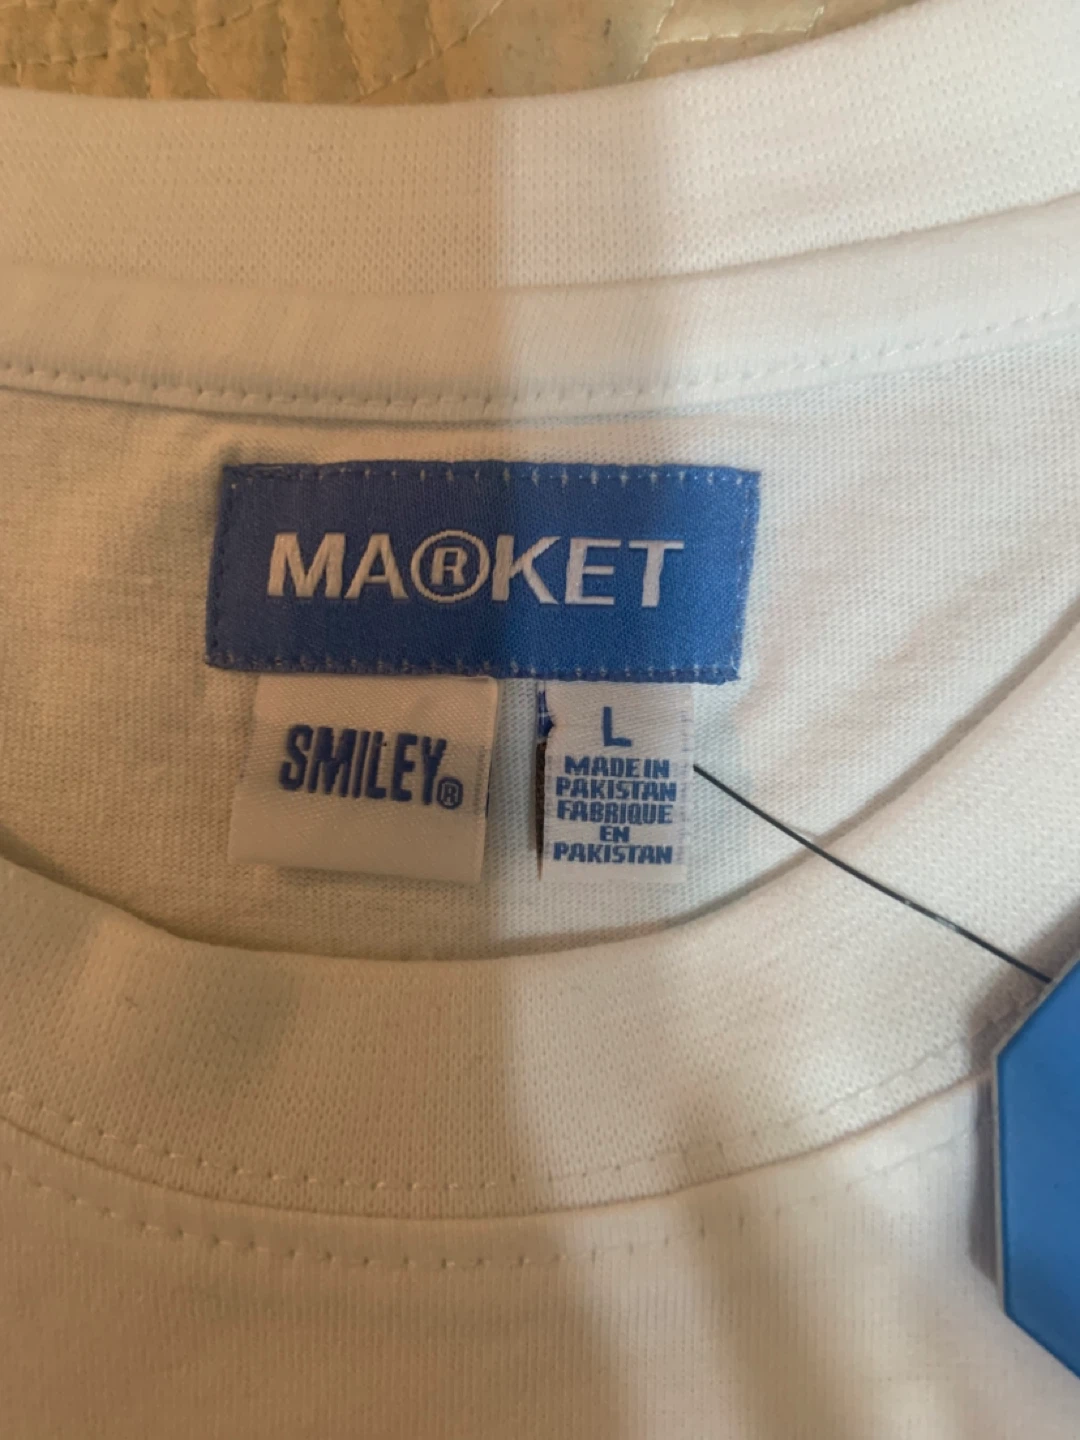 MA®KET
SMILEY®
L
MADE IN
PAKISTAN
FABRIQUE
EN
PAKISTAN